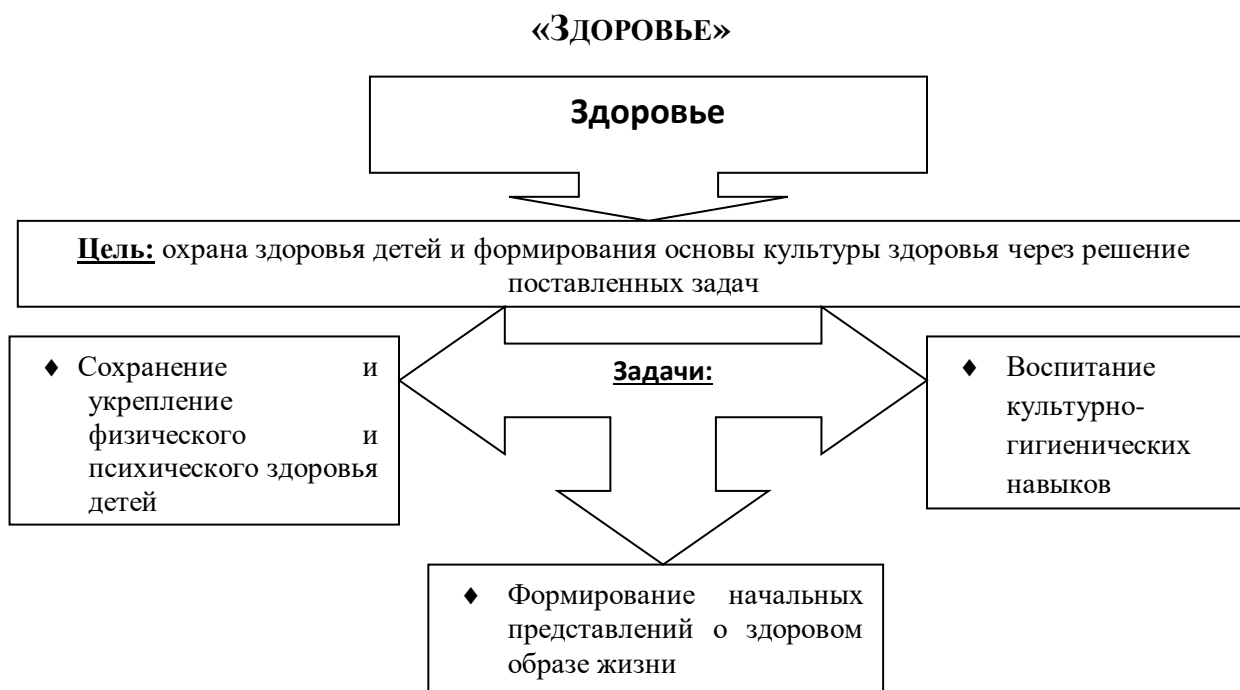 «ЗДОРОВЬЕ»
Здоровье
Цель: охрана здоровья детей и формирования основы культуры здоровья через решение
поставленных задач
Задачи:
♦ Сохранение и
укрепление
физического и
психического здоровья
детей
♦ Воспитание
культурно-
гигиенических
навыков
♦ Формирование начальных
представлений о здоровом
образе жизни